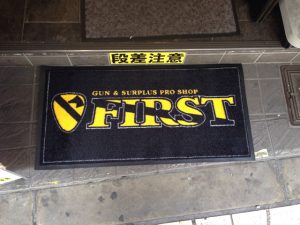 段差注意
GUN & SURPLUS PRO SHOP
FIRST